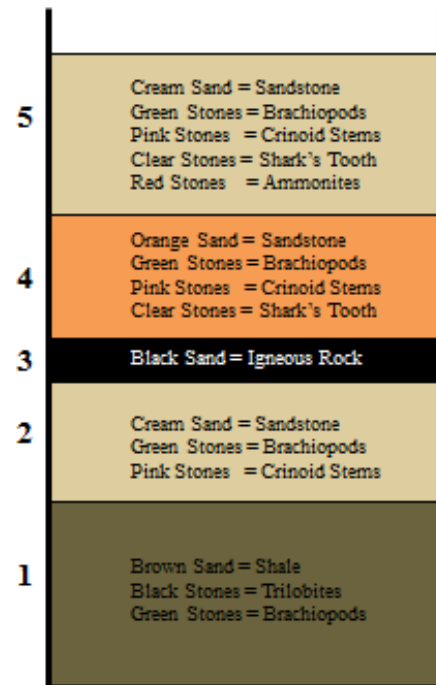 5
Cream Sand = Sandstone
Green Stones = Brachiopods
Pink Stones = Crinoid Stems
Clear Stones = Shark's Tooth
Red Stones = Ammonites
4
Orange Sand = Sandstone
Green Stones = Brachiopods
Pink Stones = Crinoid Stems
Clear Stones = Shark's Tooth
3
Black Sand = Igneous Rock
2
Cream Sand = Sandstone
Green Stones = Brachiopods
Pink Stones = Crinoid Stems
1
Brown Sand = Shale
Black Stones = Trilobites
Green Stones = Brachiopods